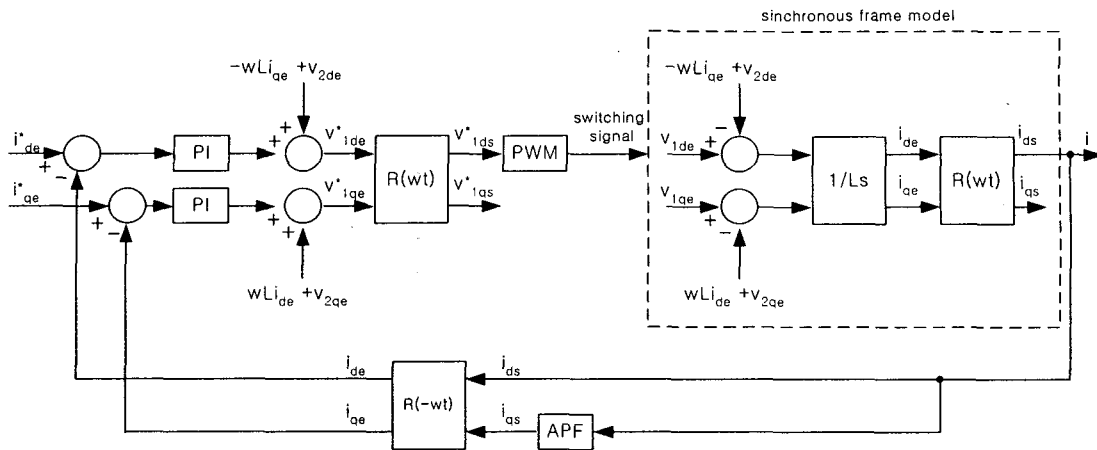 sinchronous frame model
-wLi_qe +v_2de
-wLi_qe +v_2de
switching
signal
i*_de
+
-
PI
+
+
v*_1de
R(wt)
v*_1ds
PWM
v_1de
+
-
1/Ls
i_de
R(wt)
i_ds
i
i*_qe
+
-
PI
+
+
v*_1qe
v*_1qs
v_1qe
+
-
i_qe
i_qs
wLi_de +v_2qe
wLi_de +v_2qe
i_de
R(-wt)
i_ds
i_qe
i_qs
APF